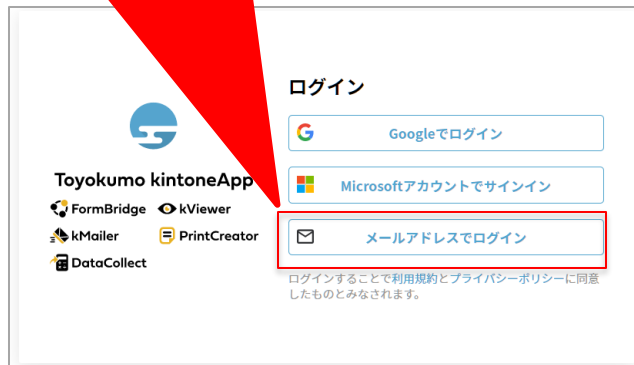 ログイン
Googleでログイン
Toyokumo kintoneApp
Microsoftアカウントでサインイン
FormBridge kViewer
kMailer PrintCreator
メールアドレスでログイン
DataCollect
ログインすることで利用規約とプライバシーポリシーに同意
したものとみなされます。